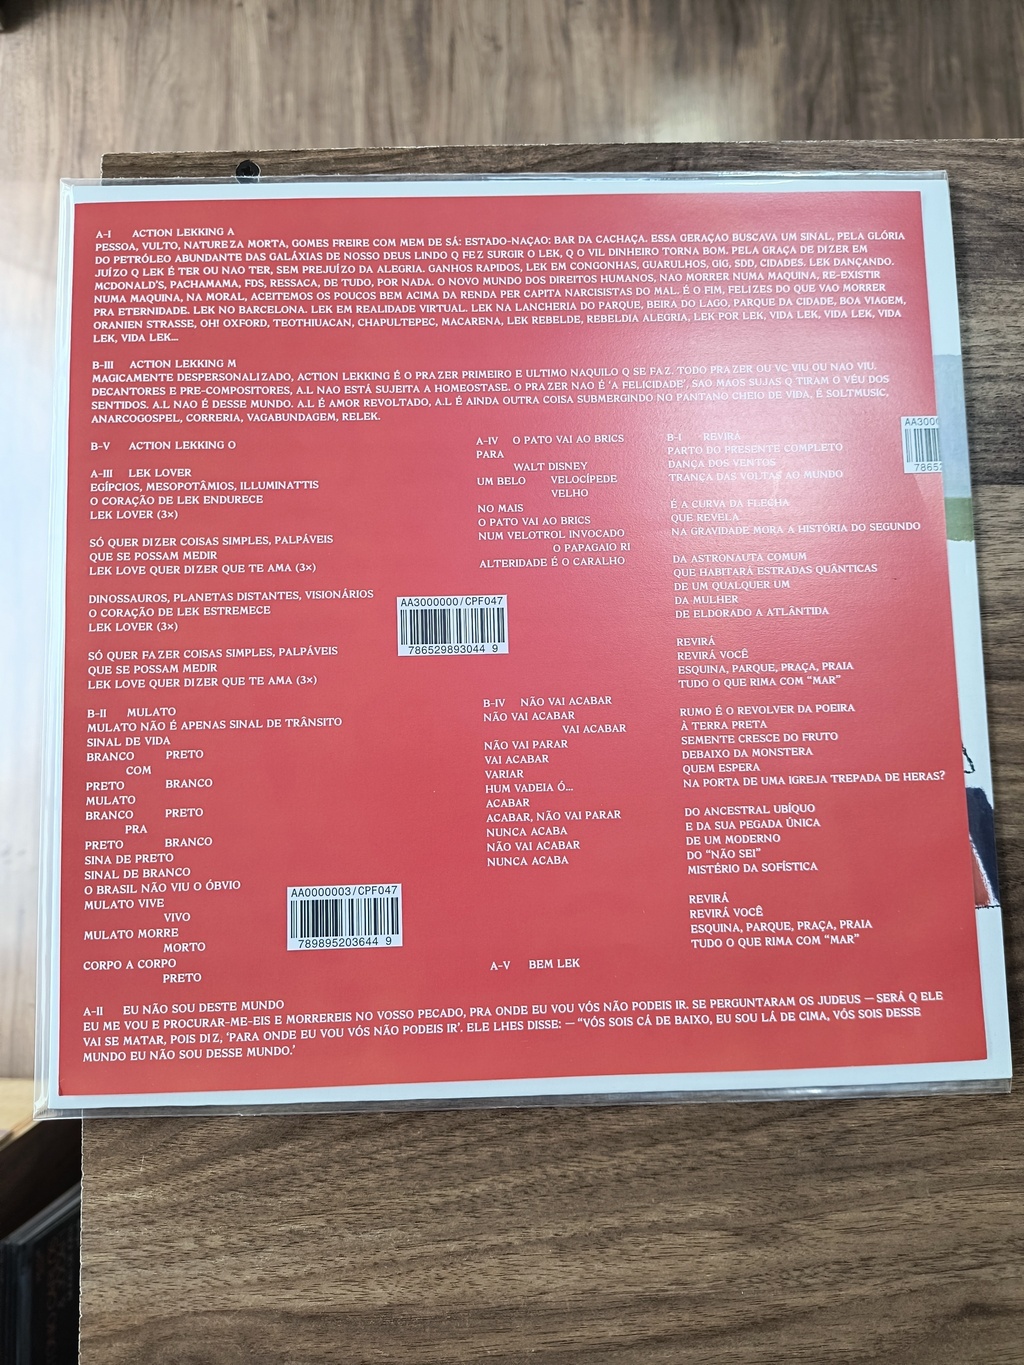 A-I ACTION LEKKING A
PESSOA, VULTO, NATUREZA MORTA, GOMES FREIRE COM MEM DE SÁ: ESTADO-NAÇAO: BAR DA CACHAÇA. ESSA GERAÇAO BUSCAVA UM SINAL, PELA GLÓRIA
DO PETRÓLEO ABUNDANTE DAS GALÁXIAS DE NOSSO DEUS LINDO Q FEZ SURGIR O LEK, Q O VIL DINHEIRO TORNA BOM. PELA GRAÇA DE DIZER EM
JUÍZO Q LEK É TER OU NAO TER, SEM PREJUÍZO DA ALEGRIA. GANHOS RAPIDOS, LEK EM CONGONHAS, GUARULHOS, GIG, SDD, CIDADES. LEK DANÇANDO.
MCDONALD'S, PACHAMAMA, FDS, RESSACA, DE TUDO, POR NADA. O NOVO MUNDO DOS DIREITOS HUMANOS, NAO MORRER NUMA MAQUINA, RE-EXISTIR
NUMA MAQUINA, NA MORAL, ACEITEMOS OS POUCOS BEM ACIMA DA RENDA PER CAPITA NARCISISTAS DO MAL. É O FIM, FELIZES DO QUE VAO MORRER
PRA ETERNIDADE. LEK NO BARCELONA. LEK EM REALIDADE VIRTUAL. LEK NA LANCHERIA DO PARQUE, BEIRA DO LAGO, PARQUE DA CIDADE, BOA VIAGEM,
ORANIEN STRASSE, OH! OXFORD, TEOTHIUACAN, CHAPULTEPEC, MACARENA, LEK REBELDE, REBELDIA ALEGRIA, LEK POR LEK, VIDA LEK, VIDA LEK, VIDA
LEK, VIDA LEK...
B-III ACTION LEKKING M
MAGICAMENTE DESPERSONALIZADO, ACTION LEKKING É O PRAZER PRIMEIRO E ULTIMO NAQUILO Q SE FAZ. TODO PRAZER OU VC VIU OU NAO VIU.
DECANTORES E PRE-COMPOSITORES, A.L NAO ESTÁ SUJEITA A HOMEOSTASE. O PRAZER NAO É 'A FELICIDADE', SAO MAOS SUJAS Q TIRAM O VÉU DOS
SENTIDOS. A.L NAO É DESSE MUNDO. A.L É AMOR REVOLTADO, A.L É AINDA OUTRA COISA SUBMERGINDO NO PANTANO CHEIO DE VIDA, É SOLTMUSIC,
ANARCOGOSPEL, CORRERIA, VAGABUNDAGEM, RELEK.
B-V ACTION LEKKING O
A-III LEK LOVER
EGÍPCIOS, MESOPOTÂMIOS, ILLUMINATTIS
O CORAÇÃO DE LEK ENDURECE
LEK LOVER (3×)
SÓ QUER DIZER COISAS SIMPLES, PALPÁVEIS
QUE SE POSSAM MEDIR
LEK LOVE QUER DIZER QUE TE AMA (3×)
DINOSSAUROS, PLANETAS DISTANTES, VISIONÁRIOS
O CORAÇÃO DE LEK ESTREMECE
LEK LOVER (3×)
SÓ QUER FAZER COISAS SIMPLES, PALPÁVEIS
QUE SE POSSAM MEDIR
LEK LOVE QUER DIZER QUE TE AMA (3×)
B-II MULATO
MULATO NÃO É APENAS SINAL DE TRÂNSITO
SINAL DE VIDA
BRANCO PRETO
COM
PRETO BRANCO
MULATO
BRANCO PRETO
PRA
PRETO BRANCO
SINA DE PRETO
SINAL DE BRANCO
O BRASIL NÃO VIU O ÓBVIO
MULATO VIVE
VIVO
MULATO MORRE
MORTO
CORPO A CORPO
PRETO
A-IV O PATO VAI AO BRICS
PARA
WALT DISNEY
UM BELO VELOCÍPEDE
VELHO
NO MAIS
O PATO VAI AO BRICS
NUM VELOTROL INVOCADO
O PAPAGAIO RI
ALTERIDADE É O CARALHO
AA3000000/CPF047
786529893044 9
B-IV NÃO VAI ACABAR
NÃO VAI ACABAR
VAI ACABAR
NÃO VAI PARAR
VAI ACABAR
VARIAR
HUM VADEIA Ó...
ACABAR
ACABAR, NÃO VAI PARAR
NUNCA ACABA
NÃO VAI ACABAR
NUNCA ACABA
AA0000003/CPF047
789895203644 9
A-V BEM LEK
B-I REVIRÁ
PARTO DO PRESENTE COMPLETO
DANÇA DOS VENTOS
TRANÇA DAS VOLTAS AO MUNDO
É A CURVA DA FLECHA
QUE REVELA...
NA GRAVIDADE MORA A HISTÓRIA DO SEGUNDO
DA ASTRONAUTA COMUM
QUE HABITARÁ ESTRADAS QUÂNTICAS
DE UM QUALQUER UM
DA MULHER
DE ELDORADO A ATLÂNTIDA
REVIRÁ
REVIRÁ VOCÊ
ESQUINA, PARQUE, PRAÇA, PRAIA
TUDO O QUE RIMA COM "MAR"
RUMO É O REVOLVER DA POEIRA
À TERRA PRETA
SEMENTE CRESCE DO FRUTO
DEBAIXO DA MONSTERA
QUEM ESPERA
NA PORTA DE UMA IGREJA TREPADA DE HERAS?
DO ANCESTRAL UBÍQUO
E DA SUA PEGADA ÚNICA
DE UM MODERNO
DO "NÃO SEI"
MISTÉRIO DA SOFÍSTICA
REVIRÁ
REVIRÁ VOCÊ
ESQUINA, PARQUE, PRAÇA, PRAIA
TUDO O QUE RIMA COM "MAR"
AA3000
7865
A-II EU NÃO SOU DESTE MUNDO
EU ME VOU E PROCURAR-ME-EIS E MORREREIS NO VOSSO PECADO, PRA ONDE EU VOU VÓS NÃO PODEIS IR. SE PERGUNTARAM OS JUDEUS — SERÁ Q ELE
VAI SE MATAR, POIS DIZ, 'PARA ONDE EU VOU VÓS NÃO PODEIS IR'. ELE LHES DISSE: — "VÓS SOIS CÁ DE BAIXO, EU SOU LÁ DE CIMA, VÓS SOIS DESSE
MUNDO EU NÃO SOU DESSE MUNDO.'